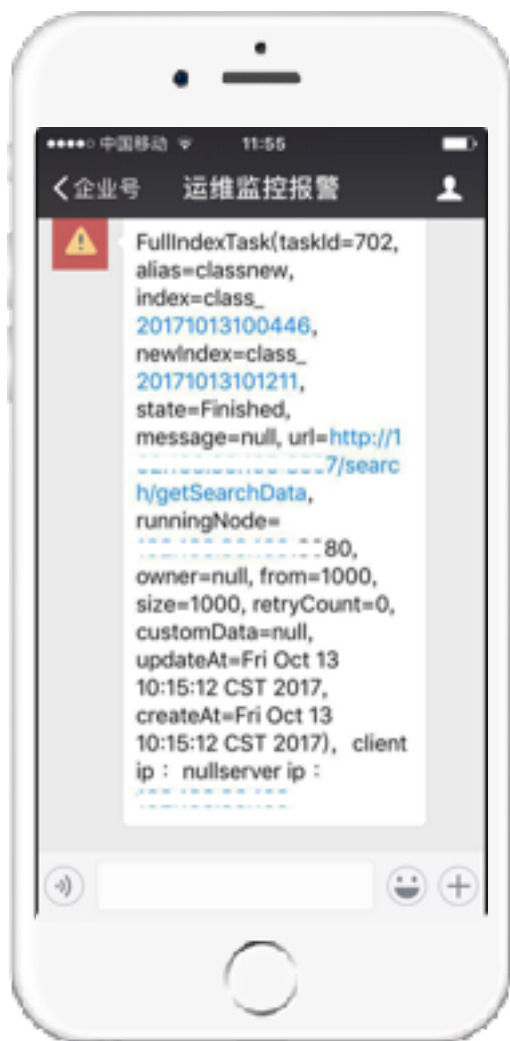 中国移动 11:55
企业号 运维监控报警
FullIndexTask(taskId=702,
alias=classnew,
index=class_
20171013100446,
newIndex=class_
20171013101211,
state=Finished,
message=null, url=http://1
7/searc
h/getSearchData,
runningNode=
80,
owner=null, from=1000,
size=1000, retryCount=0,
customData=null,
updateAt=Fri Oct 13
10:15:12 CST 2017,
createAt=Fri Oct 13
10:15:12 CST 2017)，client
ip： nullserver ip：